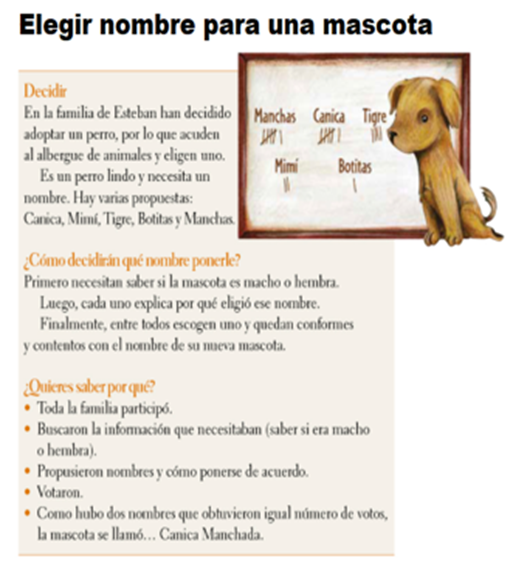 Elegir nombre para una mascota
Decidir
En la familia de Esteban han decidido
adoptar un perro, por lo que acuden
al albergue de animales y eligen uno.
Es un perro lindo y necesita un
nombre. Hay varias propuestas:
Canica, Mimí, Tigre, Botitas y Manchas.
Manchas Canica Tigre
Mimí Botitas
¿Cómo decidirán qué nombre ponerle?
Primero necesitan saber si la mascota es macho o hembra.
Luego, cada uno explica por qué eligió ese nombre.
Finalmente, entre todos escogen uno y quedan conformes
y contentos con el nombre de su nueva mascota.
¿Quieres saber por qué?
• Toda la familia participó.
• Buscaron la información que necesitaban (saber si era macho
o hembra).
• Propusieron nombres y cómo ponerse de acuerdo.
• Votaron.
• Como hubo dos nombres que obtuvieron igual número de votos,
la mascota se llamó… Canica Manchada.